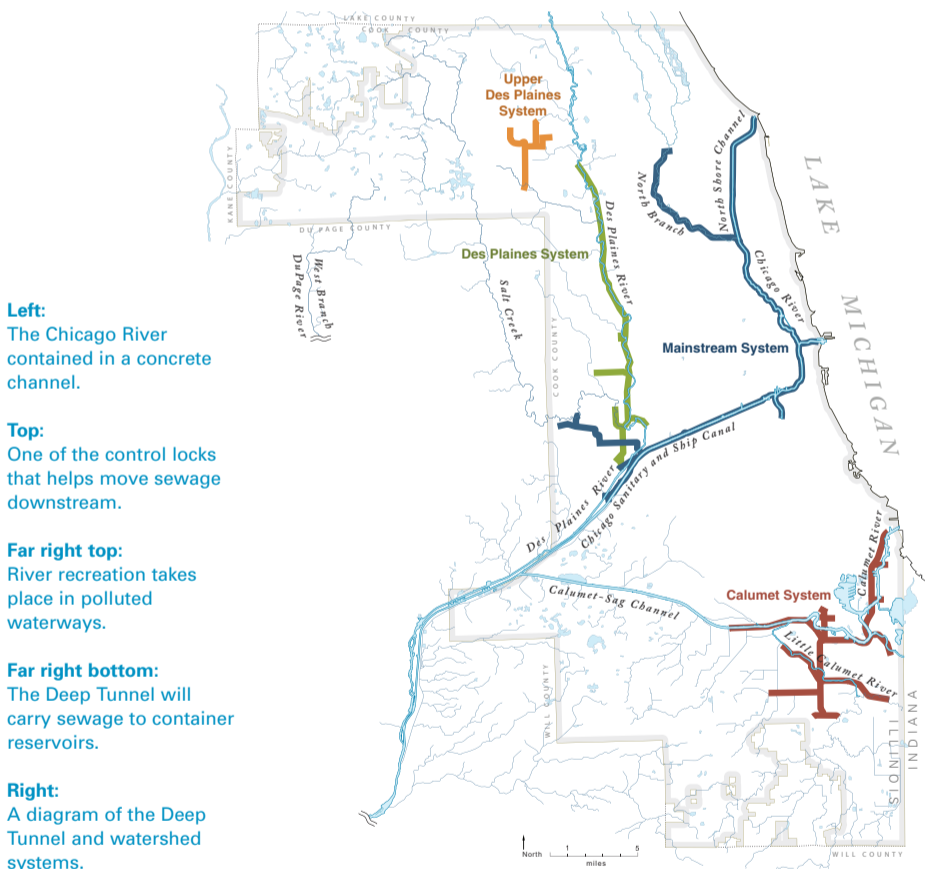 Left:
The Chicago River
contained in a concrete
channel.
Top:
One of the control locks
that helps move sewage
downstream.
Far right top:
River recreation takes
place in polluted
waterways.
Far right bottom:
The Deep Tunnel will
carry sewage to container
reservoirs.
Right:
A diagram of the Deep
Tunnel and watershed
systems.
LAKE COUNTY
COOK COUNTY
Upper
Des Plaines
System
North Shore Channel
LAKE
MICHIGAN
KANE COUNTY
North Branch
DU PAGE COUNTY
Des Plaines River
Des Plaines System
Chicago River
West Branch
DuPage River
Salt Creek
COOK COUNTY
Mainstream System
Chicago Sanitary and Ship Canal
Des Plaines River
Calumet River
Calumet-Sag Channel
Calumet System
Little Calumet River
WILL COUNTY
ILLINOIS
INDIANA
North
1
5
miles
WILL COUNTY